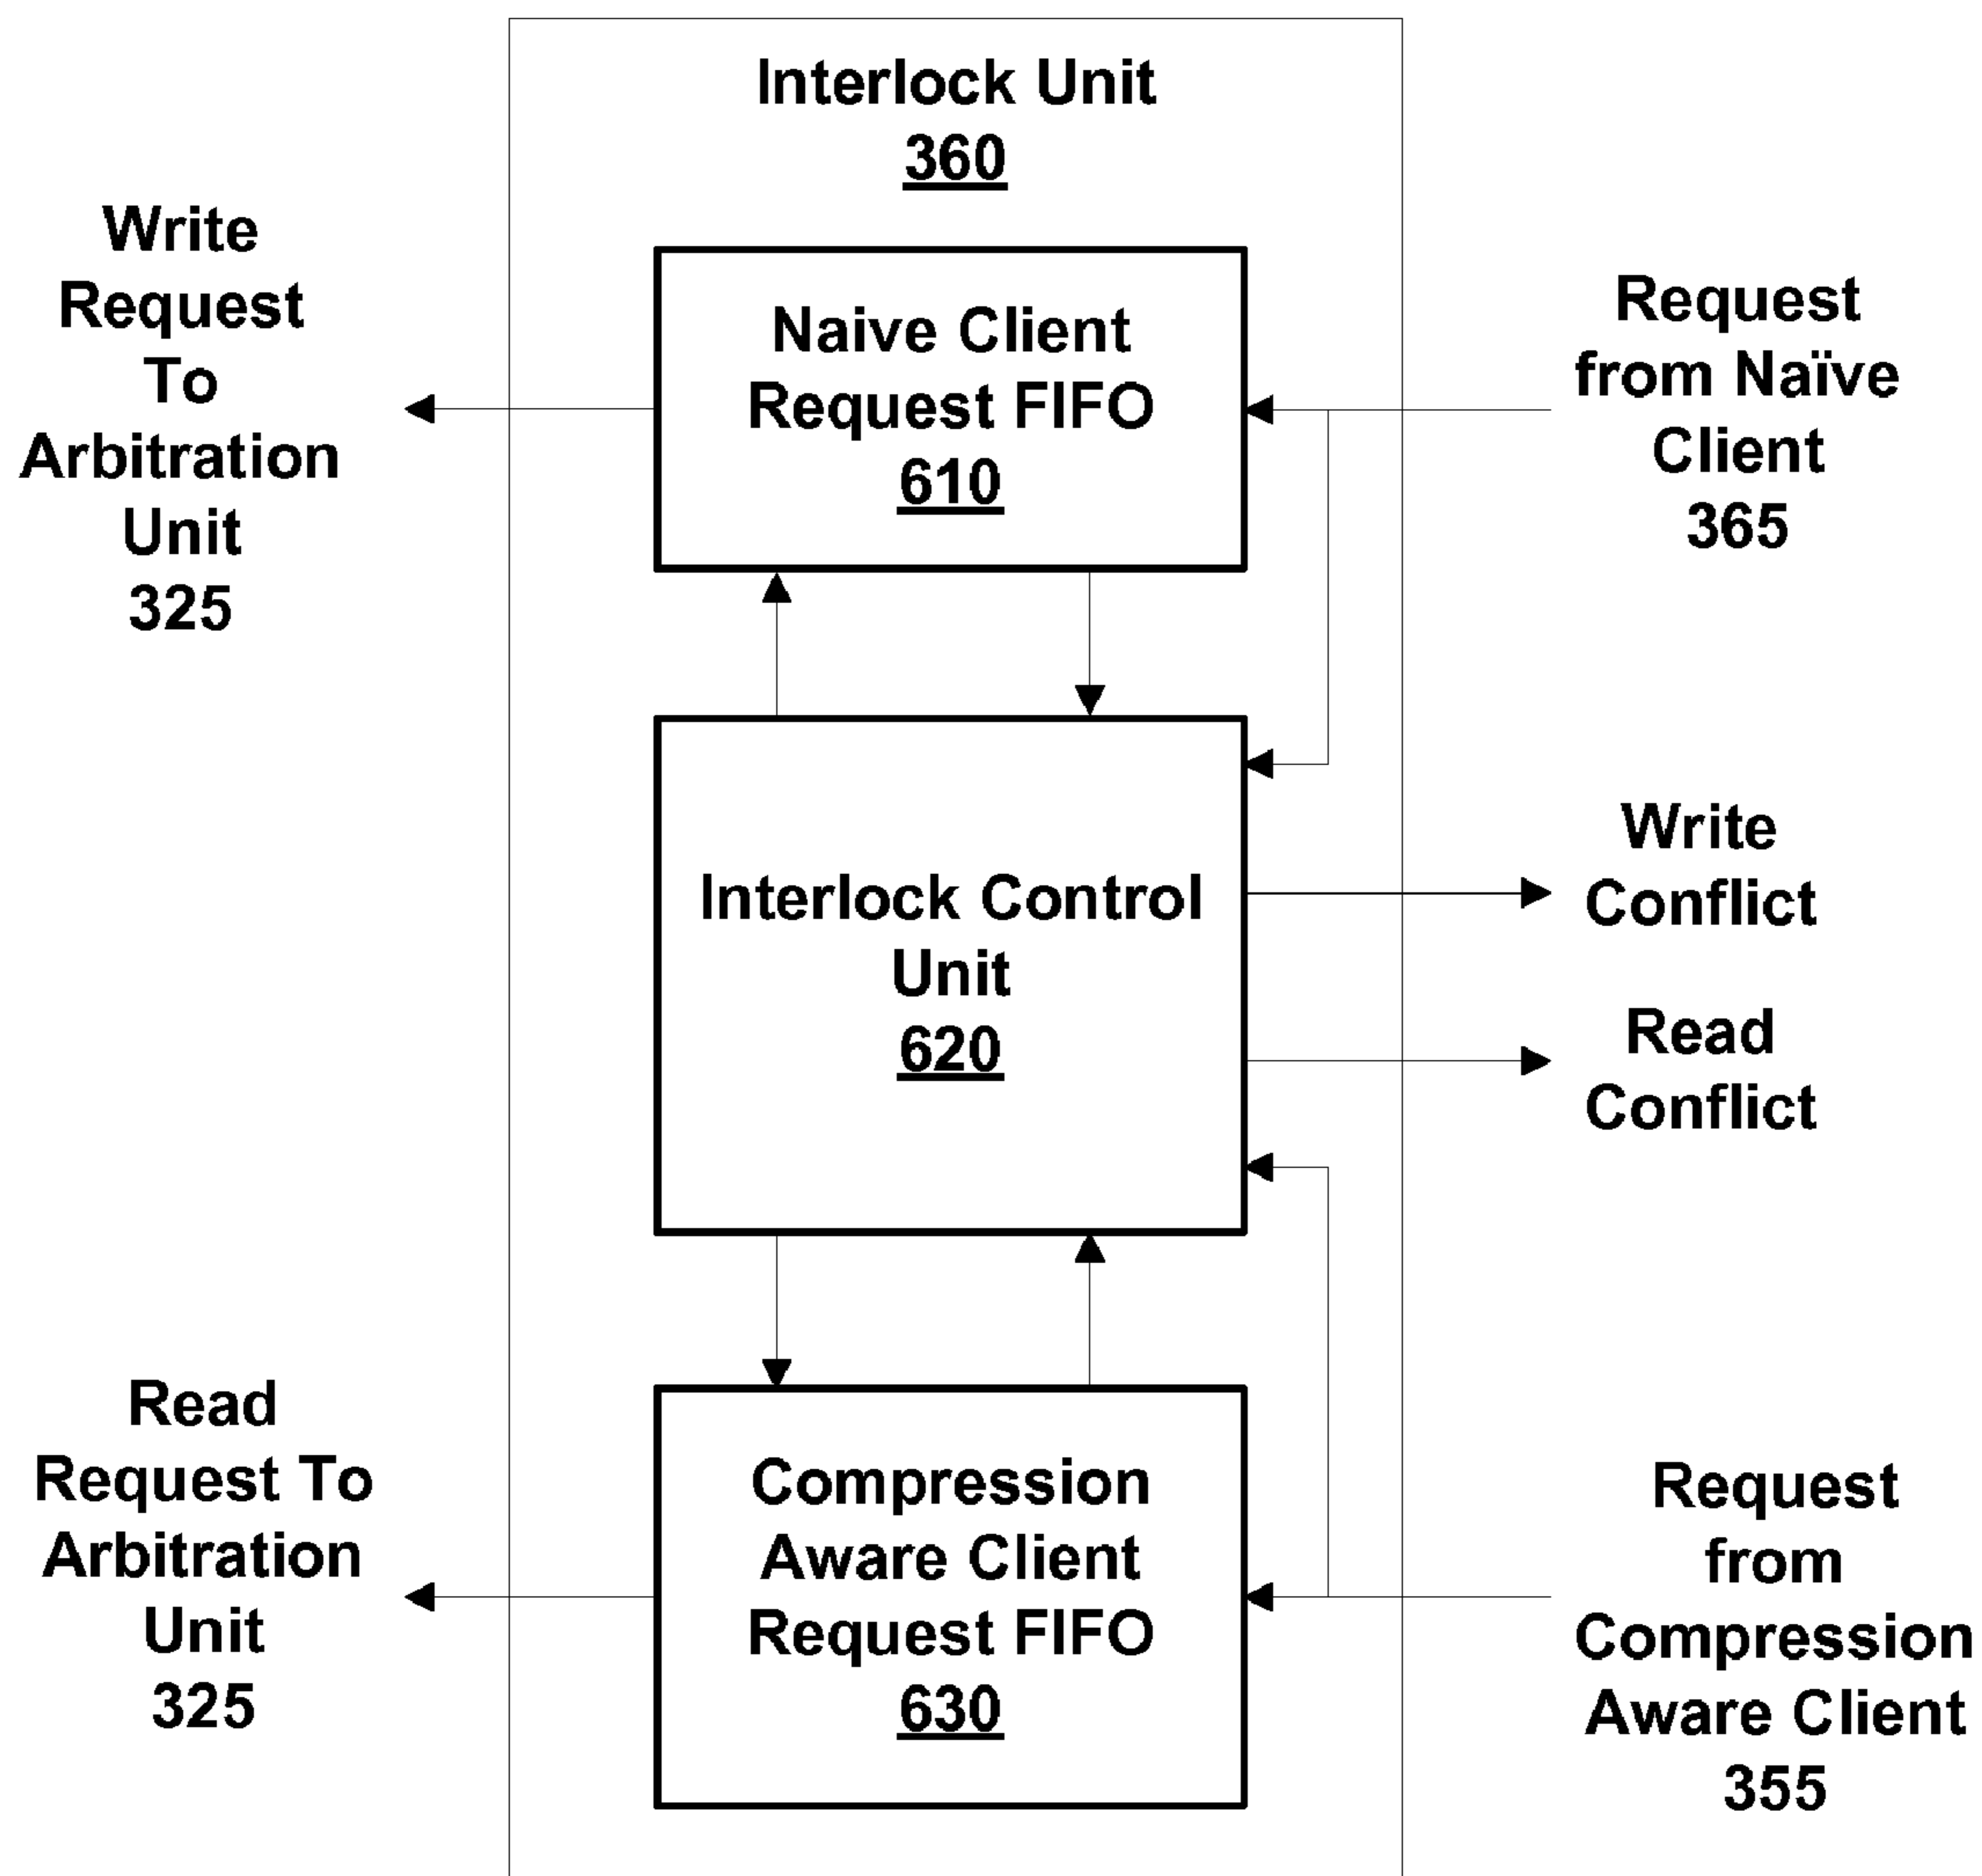 Interlock Unit
360
Write
Request
To
Arbitration
Unit
325
Naive Client
Request FIFO
610
Request
from Naïve
Client
365
Interlock Control
Unit
620
Write
Conflict
Read
Conflict
Read
Request To
Arbitration
Unit
325
Compression
Aware Client
Request FIFO
630
Request
from
Compression
Aware Client
355